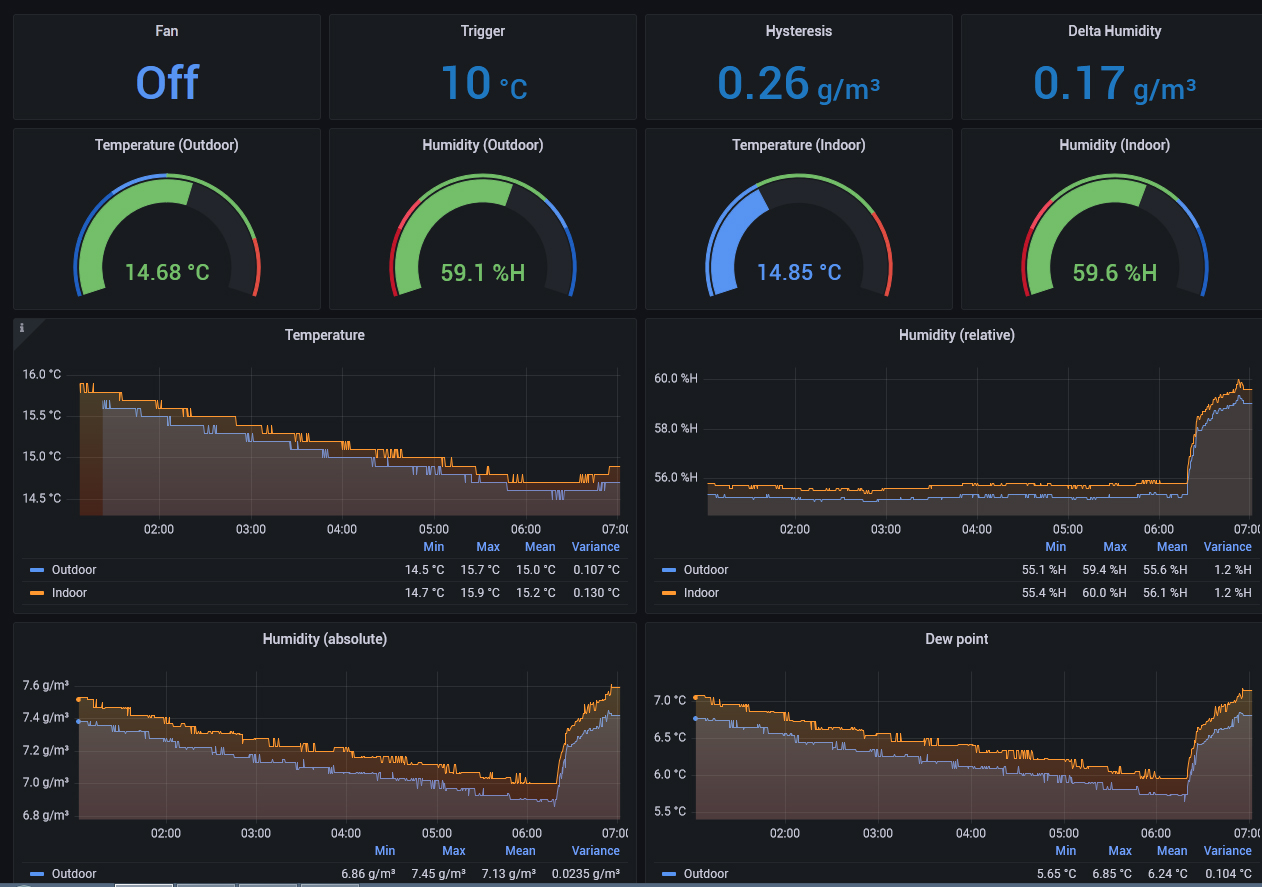 Fan Trigger Hysteresis Delta Humidity
Off 10 °C 0.26 g/m³ 0.17 g/m³
Temperature (Outdoor) Humidity (Outdoor) Temperature (Indoor) Humidity (Indoor)
14.68 °C 59.1 %H 14.85 °C 59.6 %H
i
Temperature
16.0 °C
15.5 °C
15.0 °C
14.5 °C
02:00 03:00 04:00 05:00 06:00 07:00
Min Max Mean Variance
Outdoor 14.5 °C 15.7 °C 15.0 °C 0.107 °C
Indoor 14.7 °C 15.9 °C 15.2 °C 0.130 °C
Humidity (relative)
60.0 %H
58.0 %H
56.0 %H
02:00 03:00 04:00 05:00 06:00 07:0
Min Max Mean Variance
Outdoor 55.1 %H 59.4 %H 55.6 %H 1.2 %H
Indoor 55.4 %H 60.0 %H 56.1 %H 1.2 %H
Humidity (absolute)
7.6 g/m³
7.4 g/m³
7.2 g/m³
7.0 g/m³
6.8 g/m³
02:00 03:00 04:00 05:00 06:00 07:00
Min Max Mean Variance
Outdoor 6.86 g/m³ 7.45 g/m³ 7.13 g/m³ 0.0235 g/m³
Dew point
7.0 °C
6.5 °C
6.0 °C
5.5 °C
02:00 03:00 04:00 05:00 06:00 07:0
Min Max Mean Variance
Outdoor 5.65 °C 6.85 °C 6.24 °C 0.104 °C